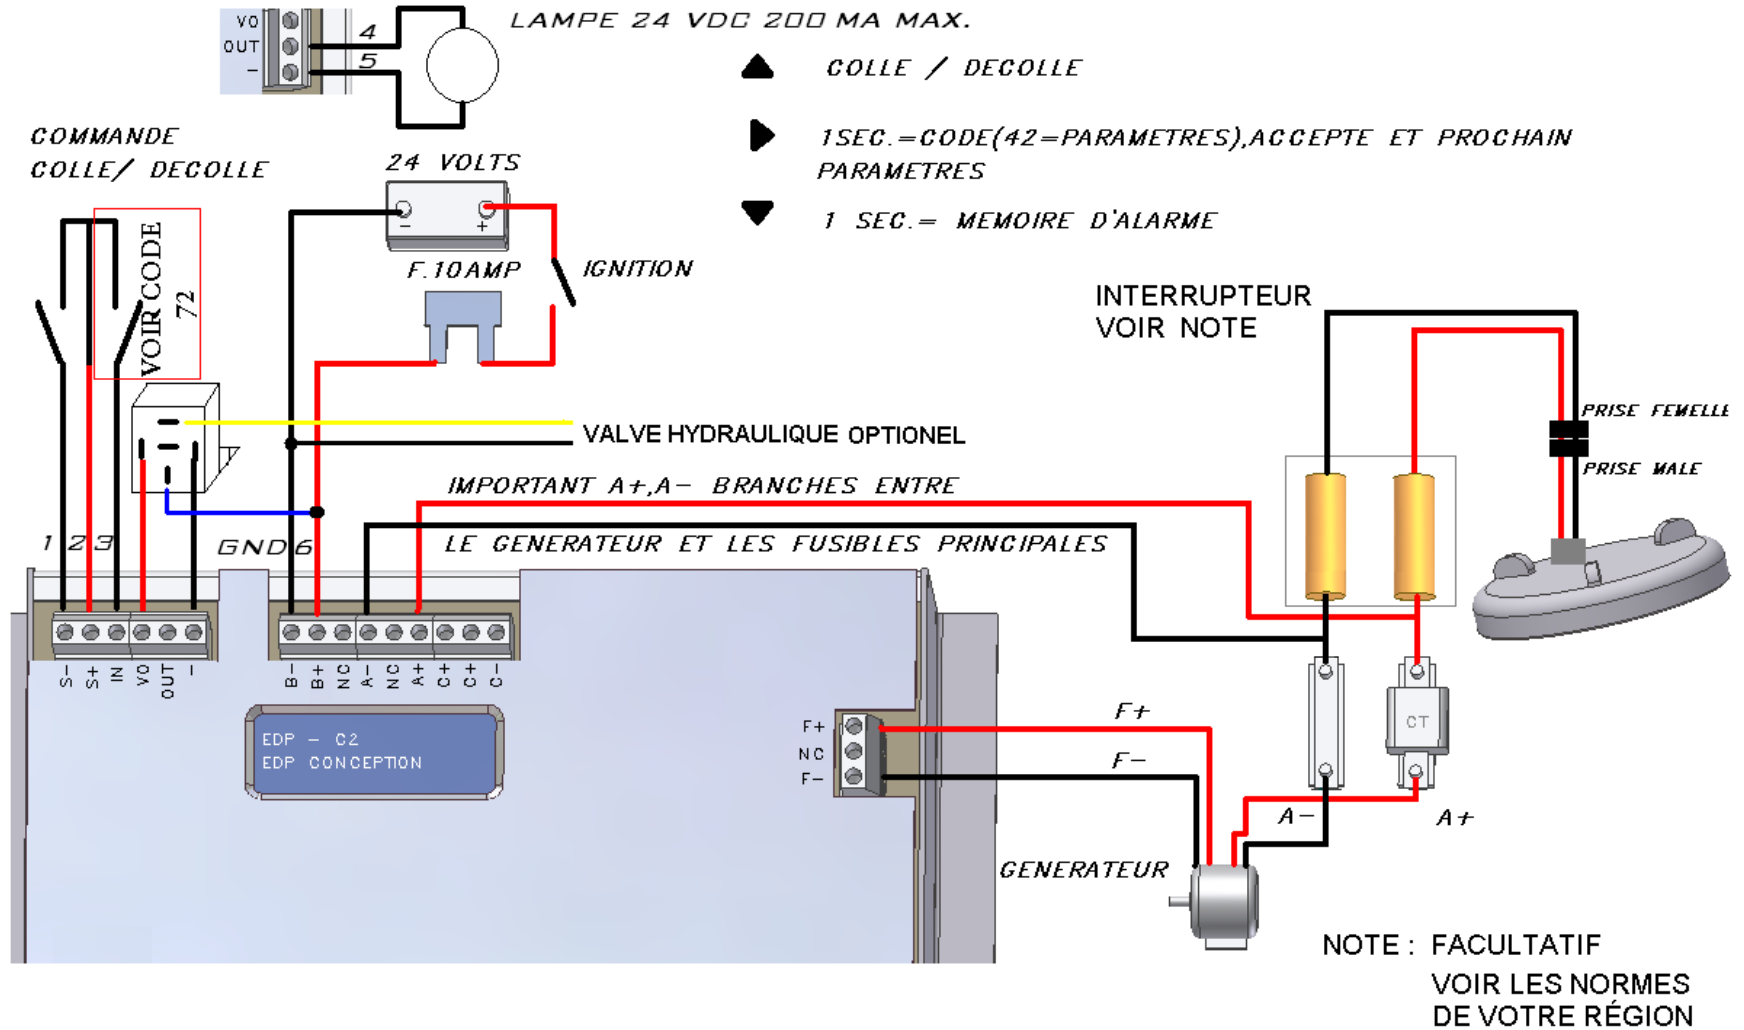 VO
OUT
-
4
5
LAMPE 24 VDC 200 MA MAX.
COLLE / DECOLLE
1SEC.=CODE(42=PARAMETRES),ACCEPTE ET PROCHAIN
PARAMETRES
1 SEC.= MEMOIRE D'ALARME
COMMANDE
COLLE/ DECOLLE
24 VOLTS
- +
F.10AMP
IGNITION
VOIR CODE
72
INTERRUPTEUR
VOIR NOTE
PRISE FEMELLE
PRISE MALE
VALVE HYDRAULIQUE OPTIONEL
IMPORTANT A+,A- BRANCHES ENTRE
LE GENERATEUR ET LES FUSIBLES PRINCIPALES
1 2 3
GND 6
S-
S+
IN
VO
OUT
-
B-
B+
NC
A-
NC
A+
C+
C+
C-
EDP - C2
EDP CONCEPTION
F+
NC
F-
F+
F-
CT
A-
A+
GENERATEUR
NOTE : FACULTATIF
VOIR LES NORMES
DE VOTRE RÉGION